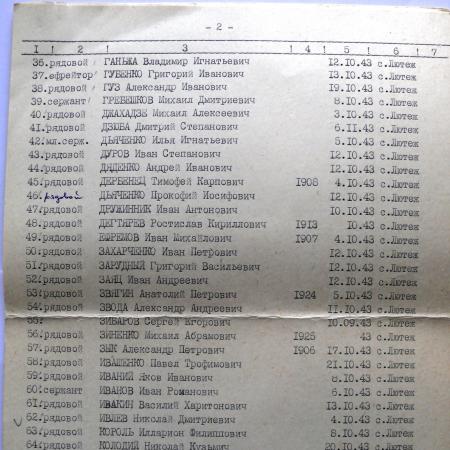 - 2 -
1 ! 2 ! 3 ! 4 ! 5 ! 6 ! 7
36.рядовой ГАНЬЖА Владимир Игнатьевич 12.10.43 с.Лютеж
37.ефрейтор ГУБЕНКО Григорий Иванович 13.10.43 с.Лютеж
38.рядовой ГУЗ Александр Иванович 19.10.43 с.Лютеж
39.сержант ГРЕБЕШКОВ Михаил Дмитриевич 8.10.43 с.Лютеж
40.рядовой ДЖАХАДЗЕ Михаил Алексеевич 3.10.43 с.Лютеж
41.рядовой ДЗЮБА Дмитрий Степанович 6.11.43 с.Лютеж
42.мл.серж. ДЬЯЧЕНКО Илья Игнатьевич 5.10.43 с.Лютеж
43.рядовой ДУРОВ Иван Степанович 12.10.43 с.Лютеж
44.рядовой ДЯДЕНКО Андрей Иванович 12.10.43 с.Лютеж
45.рядовой ДЕРБЕНЕЦ Тимофей Карпович 1908 4.10.43 с.Лютеж
46.рядовой ДЬЯЧЕНКО Прокофий Иосифович 12.10.43 с.Лютеж
47.рядовой ДРУЖИННИК Иван Антонович 10.10.43 с.Лютеж
48.рядовой ДЕГТЯРЕВ Ростислав Кириллович 1913 10.43 с.Лютеж
49.рядовой ЕФРЕМОВ Иван Михайлович 1907 4.10.43 с.Лютеж
50.рядовой ЗАХАРЧЕНКО Иван Петрович 12.10.43 с.Лютеж
51.рядовой ЗАРУДНЫЙ Григорий Васильевич 12.10.43 с.Лютеж
52.рядовой ЗАЯЦ Иван Андреевич 12.10.43 с.Лютеж
53.рядовой ЗВЯГИН Анатолий Петрович 1924 5.10.43 с.Лютеж
54.рядовой ЗВОДА Александр Андреевич 11.10.43 с.Лютеж
55. ЗИБАРОВ Сергей Егорович 10.09.43 с.Лютеж
56.рядовой ЗИНЕНКО Михаил Абрамович 1925 43 с.Лютеж
57.рядовой ЗЫК Александр Петрович 1906 17.10.43 с.Лютеж
58.рядовой ИВАШЕНКО Павел Трофимович 21.10.43 с.Лютеж
59.рядовой ИВАНИЙ Яков Иванович 8.10.43 с.Лютеж
60.сержант ИВАНОВ Иван Романович 6.10.43 с.Лютеж
61.рядовой ИВАКИН Василий Харитонович 13.10.43 с.Лютеж
62.рядовой ИВЛЕВ Николай Дмитриевич 4.10.43 с.Лютеж
63.рядовой КОРОЛЬ Илларион Филиппович 8.10.43 с.Лютеж
64.рядовой КОЛОДИЙ Николай Кузьмич 20.10.43 с.Лютеж